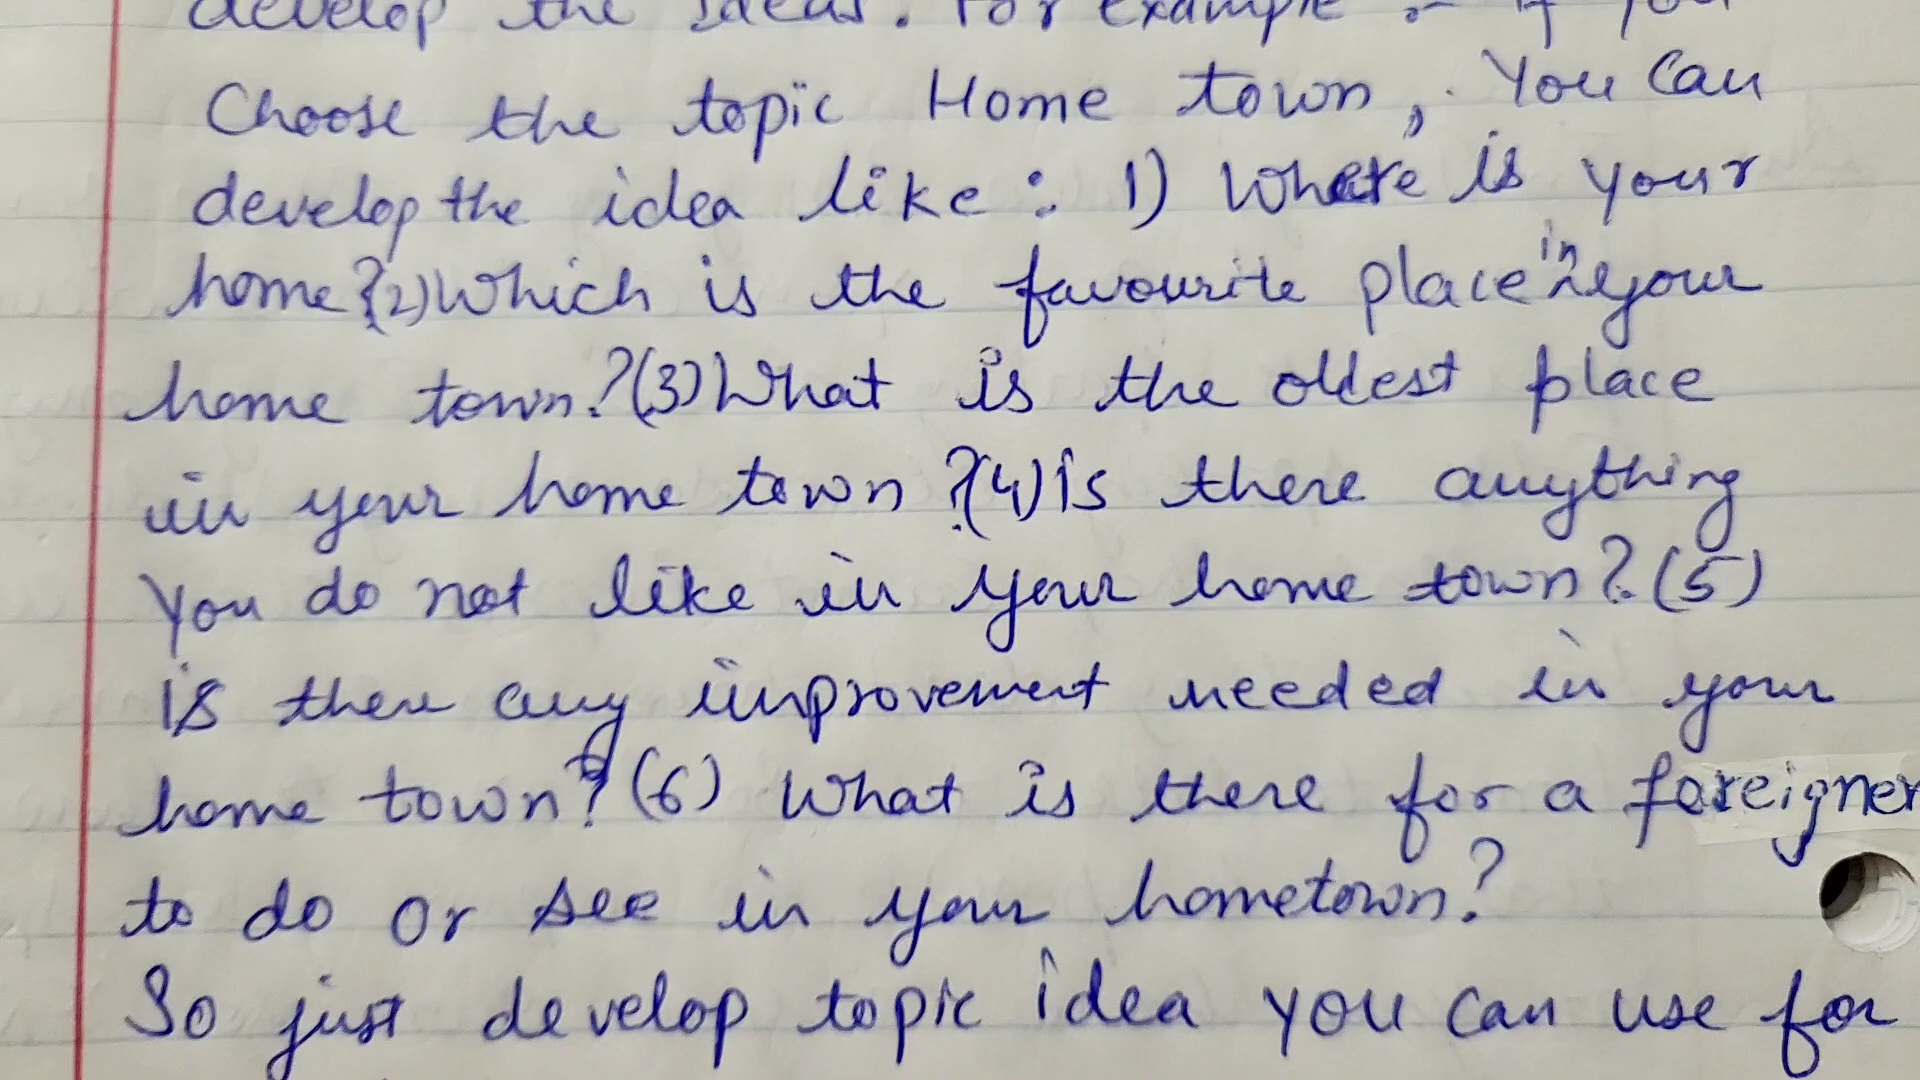 develop the ideas. For example :- If you
Choose the topic Home town, You Can
develop the idea like: 1) Where is your
home?(2)Which is the favourite place in your
home town?(3)What is the oldest place
in your home town?(4)is there anything
You do not like in your home town?(5)
is there any improvement needed in your
home town?(6) What is there for a foreigner
to do or see in your hometown?
So just develop topic idea you can use for